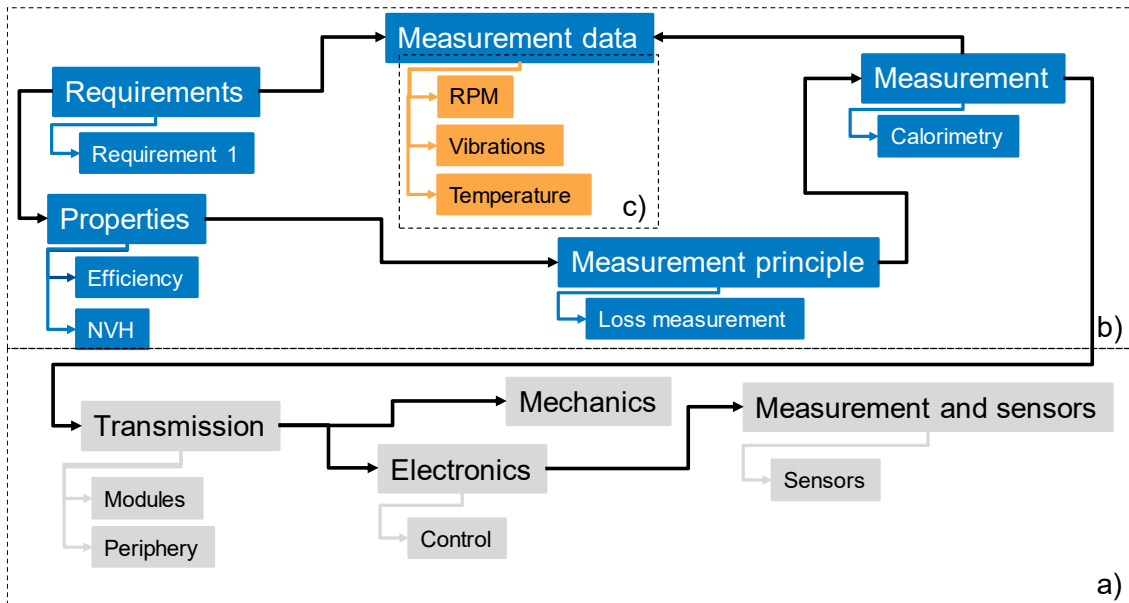 Measurement data
Requirements
Measurement
RPM
Requirement 1
Calorimetry
Vibrations
Temperature
c)
Properties
Measurement principle
Efficiency
Loss measurement
NVH
b)
Transmission
Mechanics
Measurement and sensors
Electronics
Sensors
Modules
Control
Periphery
a)